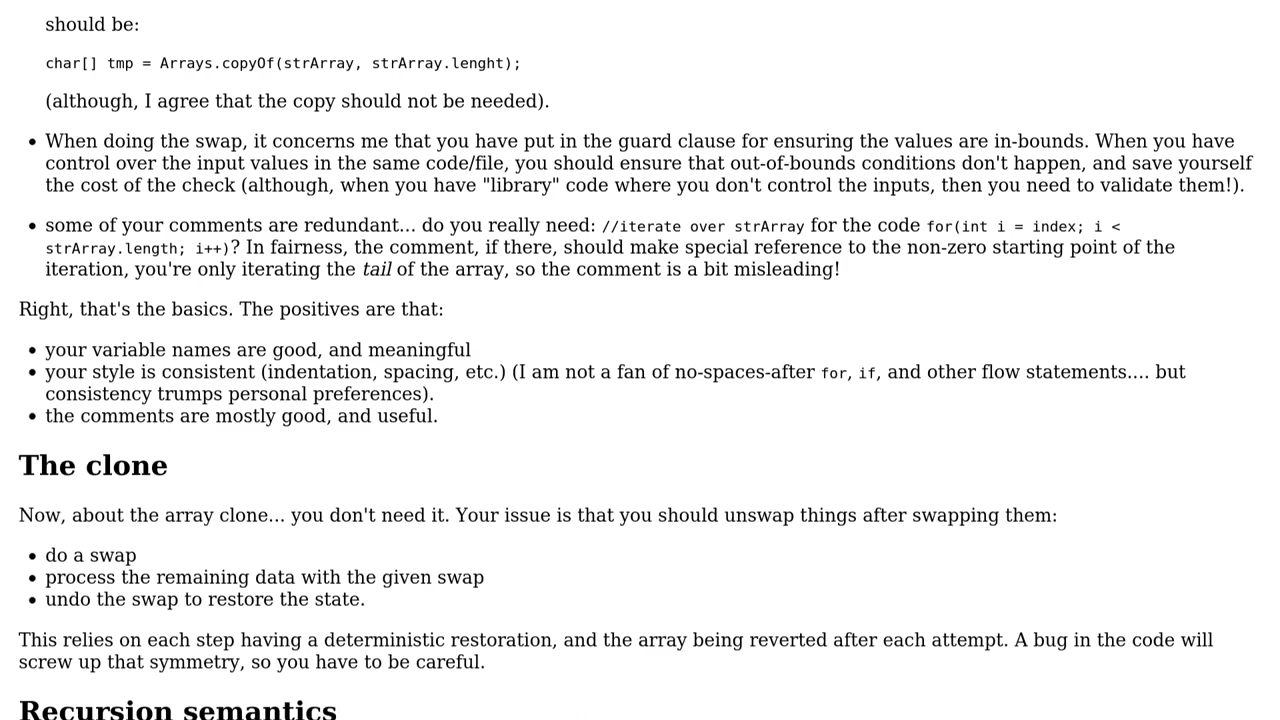 should be:
char[] tmp = Arrays.copyOf(strArray, strArray.lenght);
(although, I agree that the copy should not be needed).
• When doing the swap, it concerns me that you have put in the guard clause for ensuring the values are in-bounds. When you have
control over the input values in the same code/file, you should ensure that out-of-bounds conditions don't happen, and save yourself
the cost of the check (although, when you have "library" code where you don't control the inputs, then you need to validate them!).
• some of your comments are redundant... do you really need: //iterate over strArray for the code for(int i = index; i <
strArray.length; i++)? In fairness, the comment, if there, should make special reference to the non-zero starting point of the
iteration, you're only iterating the tail of the array, so the comment is a bit misleading!
Right, that's the basics. The positives are that:
• your variable names are good, and meaningful
• your style is consistent (indentation, spacing, etc.) (I am not a fan of no-spaces-after for, if, and other flow statements.... but
consistency trumps personal preferences).
• the comments are mostly good, and useful.
The clone
Now, about the array clone... you don't need it. Your issue is that you should unswap things after swapping them:
• do a swap
• process the remaining data with the given swap
• undo the swap to restore the state.
This relies on each step having a deterministic restoration, and the array being reverted after each attempt. A bug in the code will
screw up that symmetry, so you have to be careful.
Recursion semantics